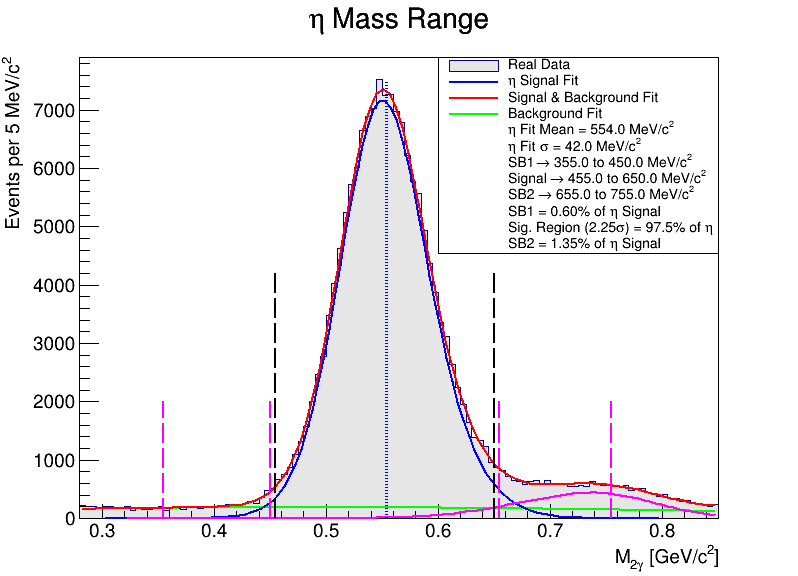 η Mass Range
Events per 5 MeV/c²
7000
6000
5000
4000
3000
2000
1000
0
Real Data
η Signal Fit
Signal & Background Fit
Background Fit
η Fit Mean = 554.0 MeV/c²
η Fit σ = 42.0 MeV/c²
SB1 → 355.0 to 450.0 MeV/c²
Signal → 455.0 to 650.0 MeV/c²
SB2 → 655.0 to 755.0 MeV/c²
SB1 = 0.60% of η Signal
Sig. Region (2.25σ) = 97.5% of η
SB2 = 1.35% of η Signal
0.3 0.4 0.5 0.6 0.7 0.8
M₂γ [GeV/c²]